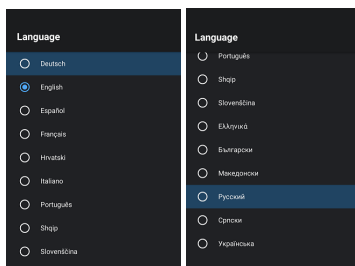 Language
Deutsch
English
Español
Français
Hrvatski
Italiano
Português
Shqip
Slovenščina
Language
Português
Shqip
Slovenščina
Ελληνικά
Български
Македонски
Русский
Српски
Українська